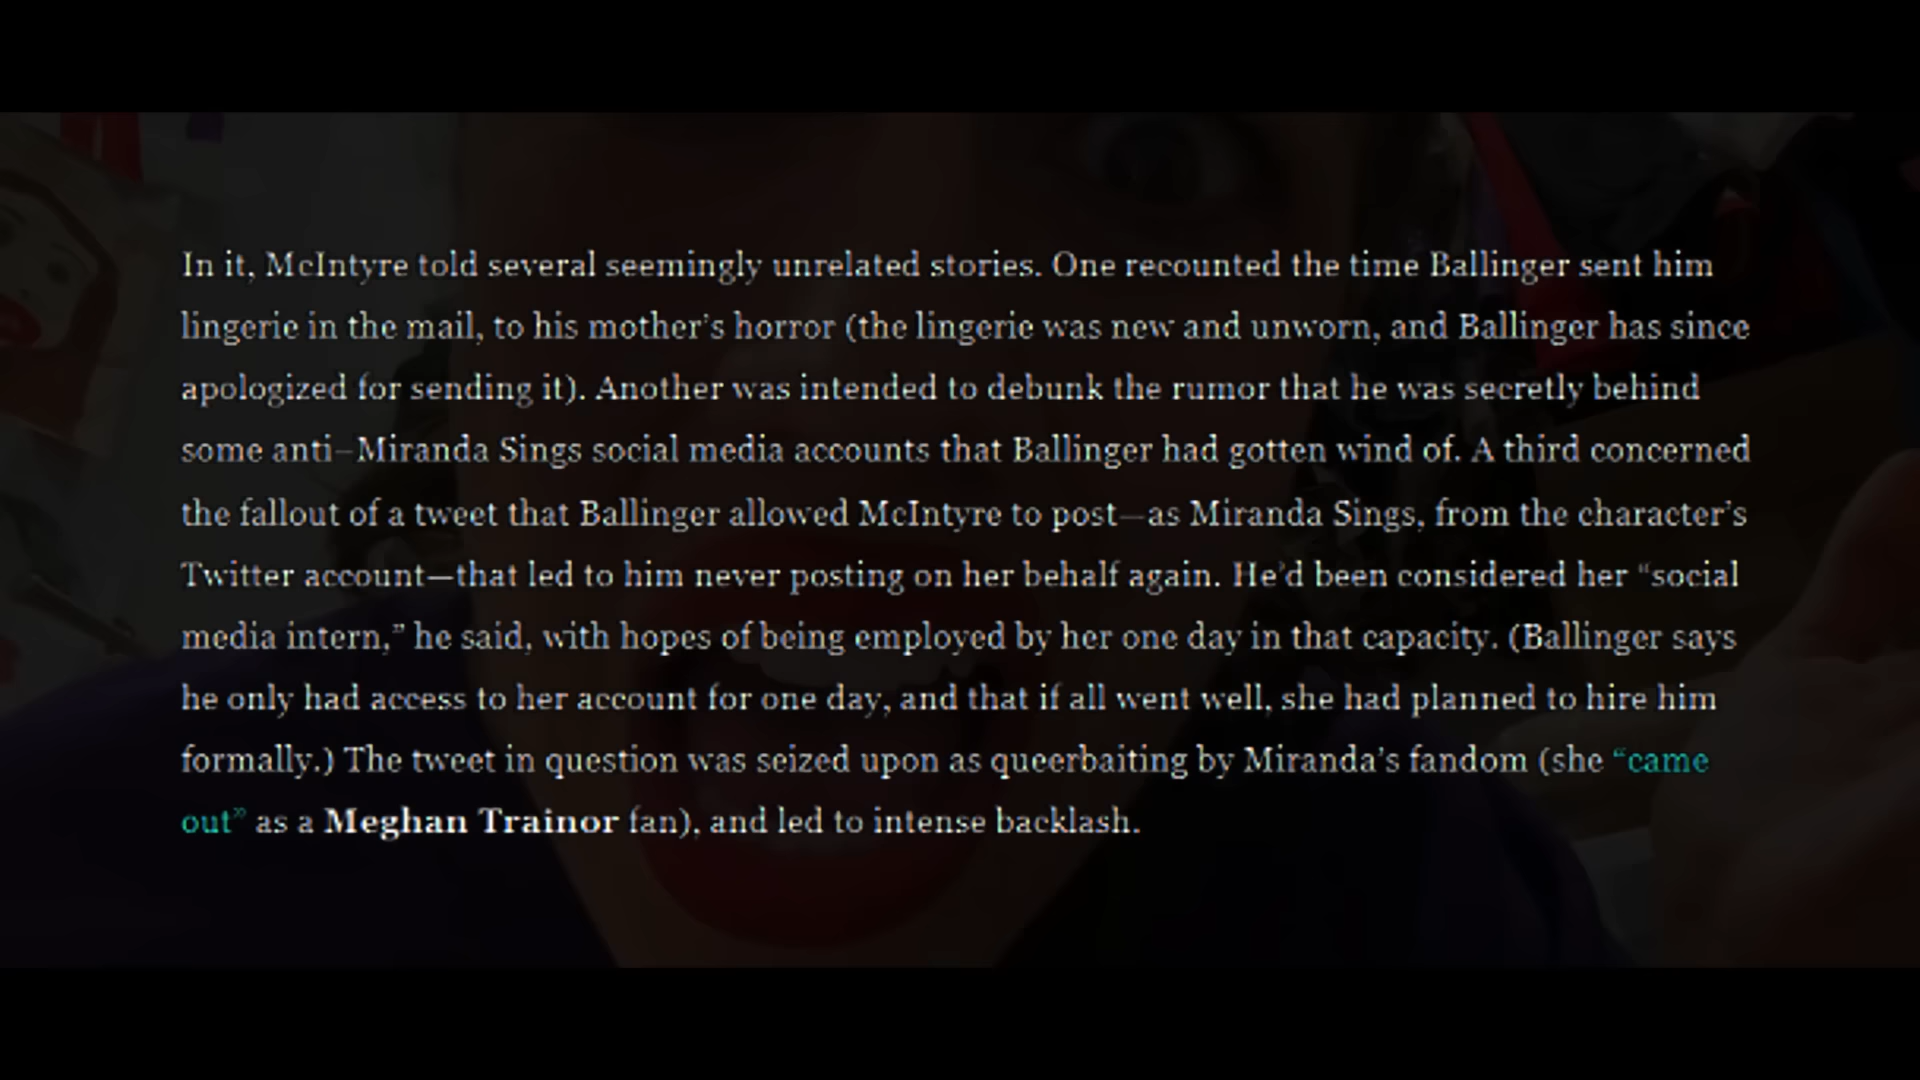 In it, McIntyre told several seemingly unrelated stories. One recounted the time Ballinger sent him
lingerie in the mail, to his mother’s horror (the lingerie was new and unworn, and Ballinger has since
apologized for sending it). Another was intended to debunk the rumor that he was secretly behind
some anti–Miranda Sings social media accounts that Ballinger had gotten wind of. A third concerned
the fallout of a tweet that Ballinger allowed McIntyre to post—as Miranda Sings, from the character’s
Twitter account—that led to him never posting on her behalf again. He’d been considered her “social
media intern,” he said, with hopes of being employed by her one day in that capacity. (Ballinger says
he only had access to her account for one day, and that if all went well, she had planned to hire him
formally.) The tweet in question was seized upon as queerbaiting by Miranda’s fandom (she “came
out” as a Meghan Trainor fan), and led to intense backlash.